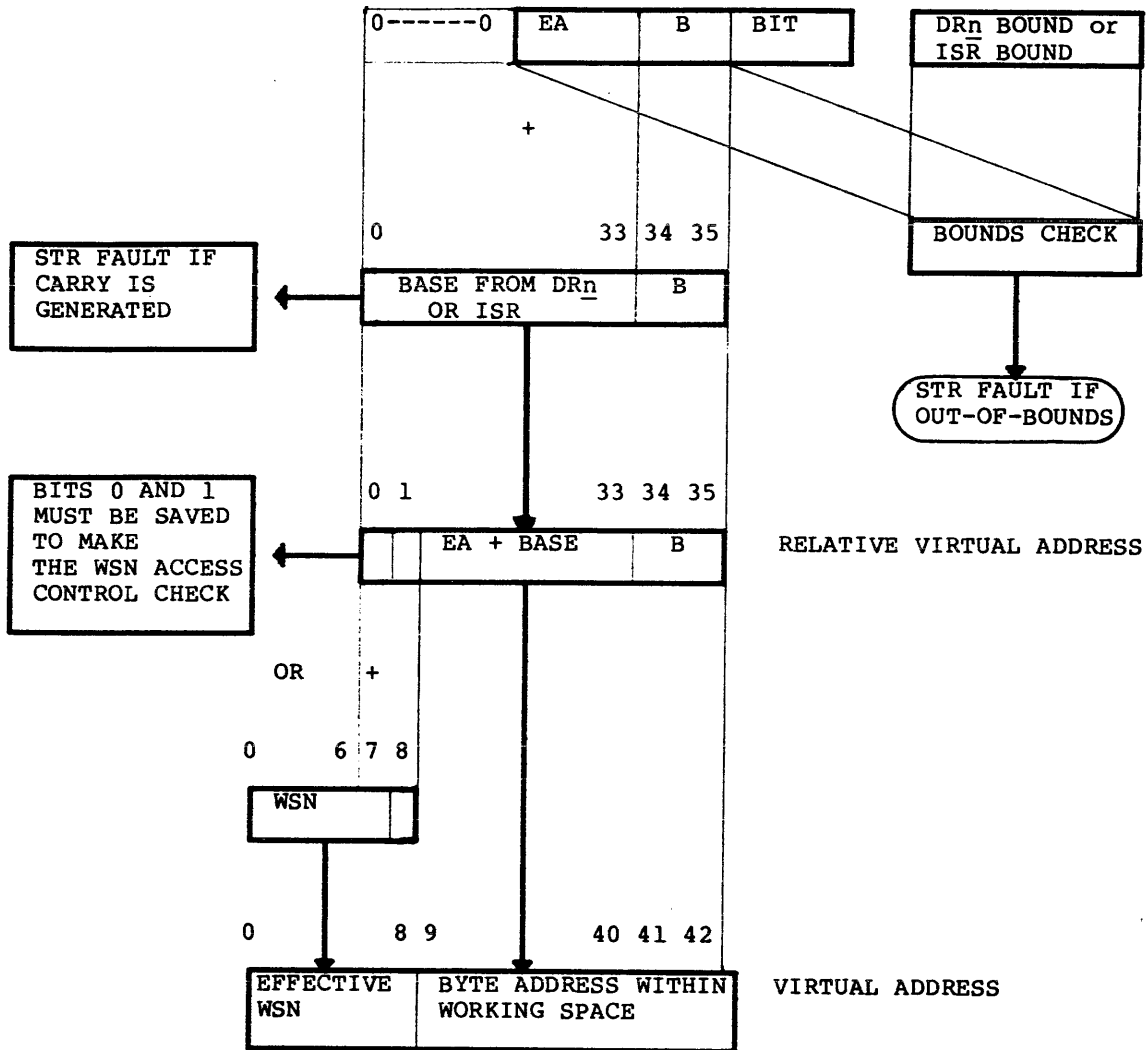 0------0 EA B BIT
DRn BOUND or
ISR BOUND
+
0 33 34 35
BOUNDS CHECK
STR FAULT IF
CARRY IS
GENERATED
BASE FROM DRn B
OR ISR
STR FAULT IF
OUT-OF-BOUNDS
BITS 0 AND 1
MUST BE SAVED
TO MAKE
THE WSN ACCESS
CONTROL CHECK
0 1 33 34 35
EA + BASE B
RELATIVE VIRTUAL ADDRESS
OR +
0 6 7 8
WSN
0 8 9 40 41 42
EFFECTIVE
WSN
BYTE ADDRESS WITHIN
WORKING SPACE
VIRTUAL ADDRESS